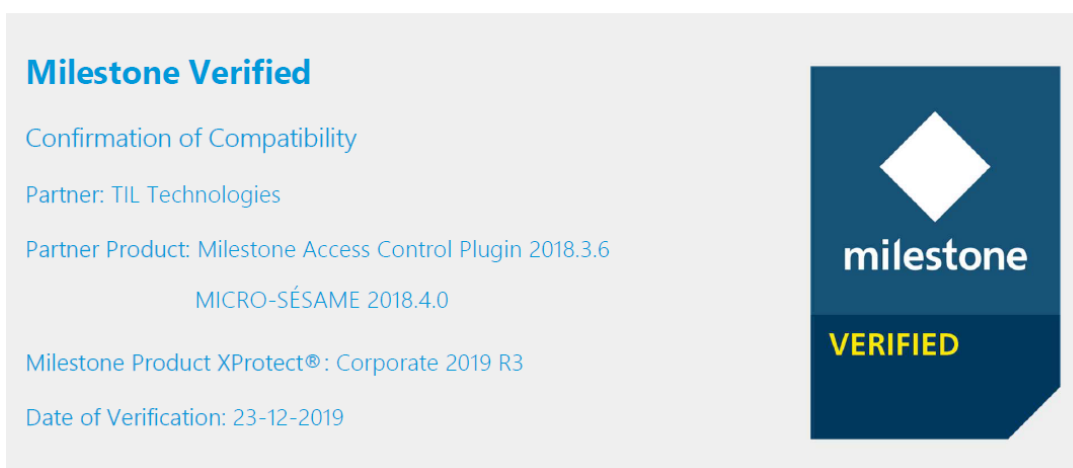 Milestone Verified
Confirmation of Compatibility
Partner: TIL Technologies
Partner Product: Milestone Access Control Plugin 2018.3.6
MICRO-SÉSAME 2018.4.0
Milestone Product XProtect®: Corporate 2019 R3
Date of Verification: 23-12-2019
milestone
VERIFIED